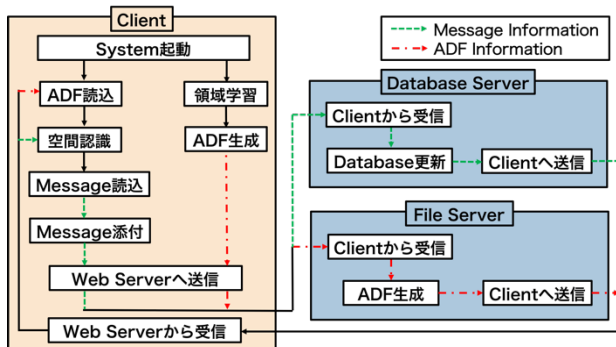 Client
System起動
ADF読込
領域学習
空間認識
ADF生成
Message読込
Message添付
Web Serverへ送信
Web Serverから受信
Message Information
ADF Information
Database Server
Clientから受信
Database更新
Clientへ送信
File Server
Clientから受信
ADF生成
Clientへ送信